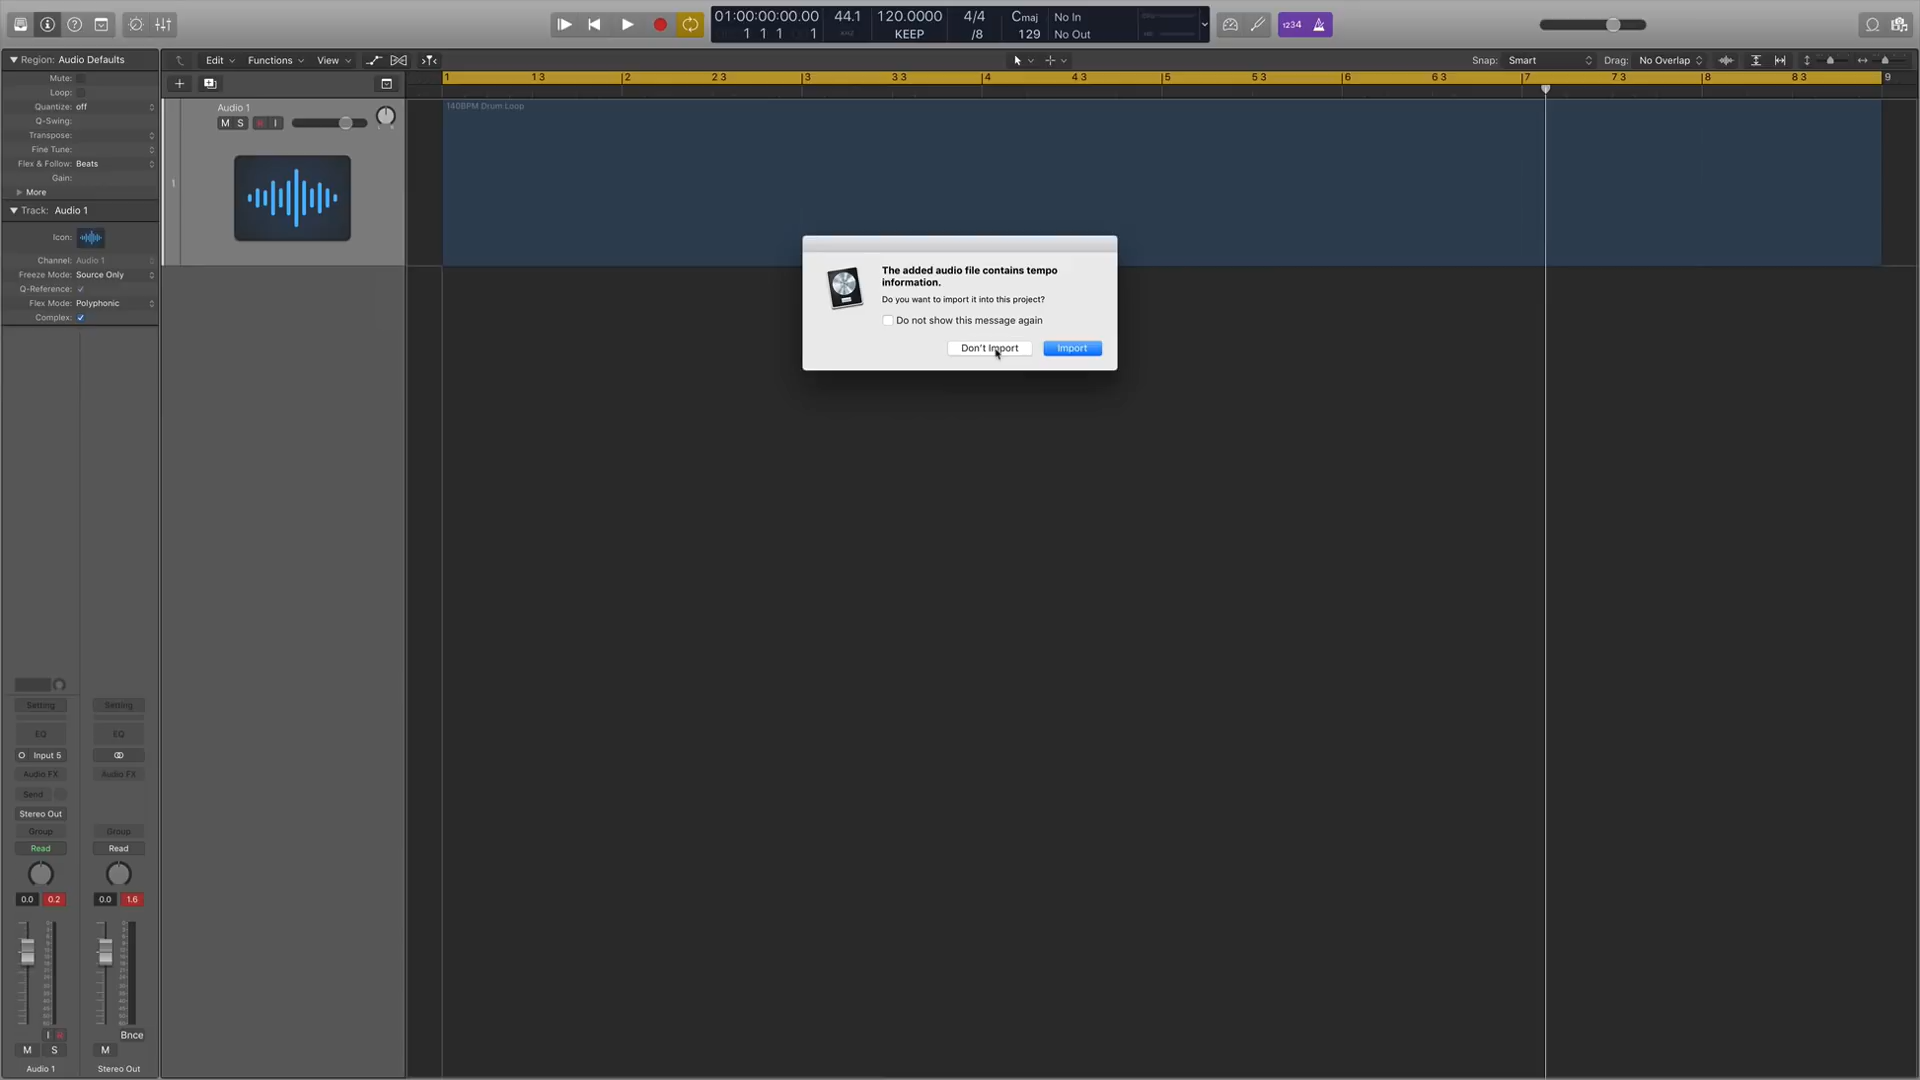 01:00:00:00.00
1 1 1 1
44.1
KHZ
120.0000
KEEP
4/4
/8
Cmaj
129
No In
No Out
1234
Region: Audio Defaults
Mute:
Loop:
Quantize: off
Q-Swing:
Transpose:
Fine Tune:
Flex & Follow: Beats
Gain:
More
Track: Audio 1
Icon:
Channel: Audio 1
Freeze Mode: Source Only
Q-Reference:
Flex Mode: Polyphonic
Complex:
Edit
Functions
View
Snap: Smart
Drag: No Overlap
1 1 3 2 2 3 3 3 3 4 4 3 5 5 3 6 6 3 7 7 3 8 8 3 9
Audio 1
M S R I
1
140BPM Drum Loop
The added audio file contains tempo
information.
Do you want to import it into this project?
Do not show this message again
Don't Import
Import
Setting
Setting
EQ
EQ
Input 5
Audio FX
Audio FX
Send
Stereo Out
Group
Group
Read
Read
0.0 0.2
0.0 1.6
I R
Bnce
M S
M
Audio 1
Stereo Out